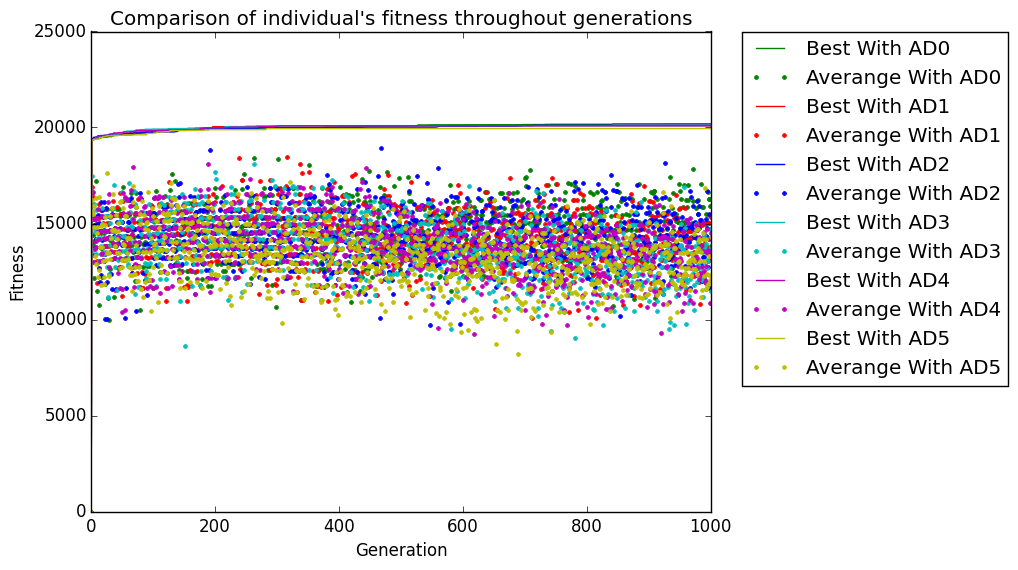 Comparison of individual's fitness throughout generations
25000
20000
15000
10000
5000
0
Fitness
0 200 400 600 800 1000
Generation
Best With AD0
Averange With AD0
Best With AD1
Averange With AD1
Best With AD2
Averange With AD2
Best With AD3
Averange With AD3
Best With AD4
Averange With AD4
Best With AD5
Averange With AD5